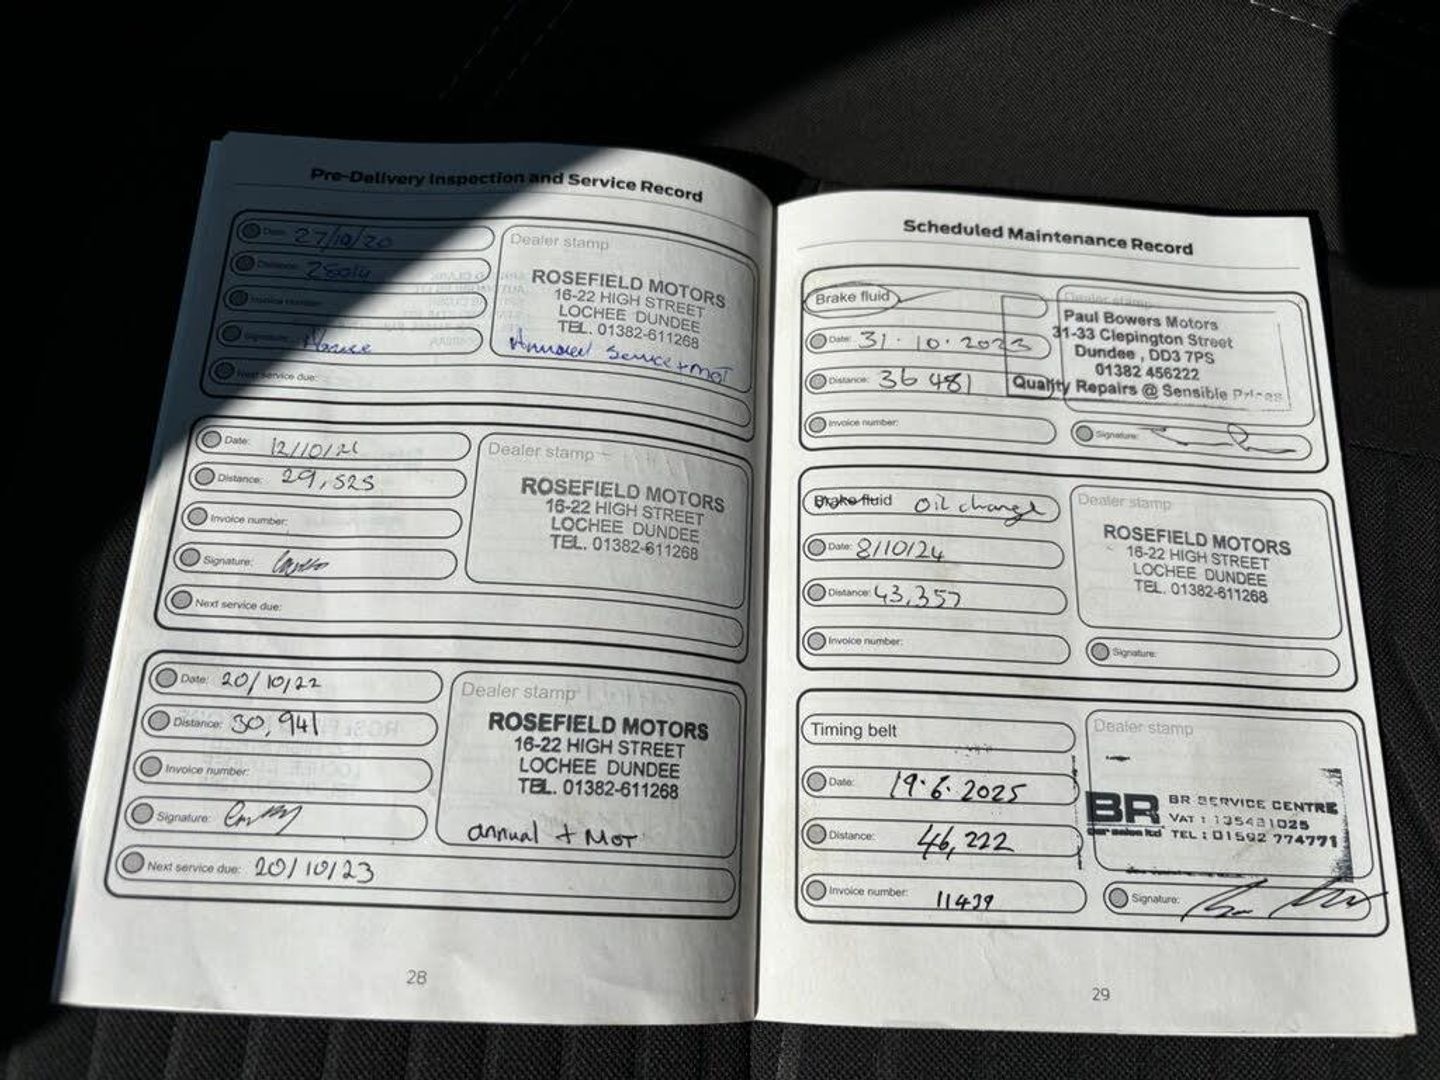 Pre-Delivery Inspection and Service Record
Date: 27/10/20
Distance: 28014
Invoice number:
Signature:
Next service due:
Dealer stamp
ROSEFIELD MOTORS
16-22 HIGH STREET
LOCHEE DUNDEE
TEL. 01382-611268
Annual Service + MOT
Date: 12/10/21
Distance: 29,525
Invoice number:
Signature:
Next service due:
Dealer stamp
ROSEFIELD MOTORS
16-22 HIGH STREET
LOCHEE DUNDEE
TEL. 01382-611268
Date: 20/10/22
Distance: 30,941
Invoice number:
Signature:
Next service due: 20/10/23
Dealer stamp
ROSEFIELD MOTORS
16-22 HIGH STREET
LOCHEE DUNDEE
TEL. 01382-611268
annual + MOT
28
Scheduled Maintenance Record
Brake fluid
Date: 31.10.2023
Distance: 36481
Invoice number:
Dealer stamp
Paul Bowers Motors
31-33 Clepington Street
Dundee , DD3 7PS
01382 456222
Quality Repairs @ Sensible Prices
Signature:
Brake fluid oil change
Date: 8/10/24
Distance: 43,357
Invoice number:
Dealer stamp
ROSEFIELD MOTORS
16-22 HIGH STREET
LOCHEE DUNDEE
TEL. 01382-611268
Signature:
Timing belt
Date: 19.6.2025
Distance: 46,222
Invoice number: 11439
Dealer stamp
BR BR SERVICE CENTRE
VAT : 135431025
TEL : 01592 774771
Signature:
29